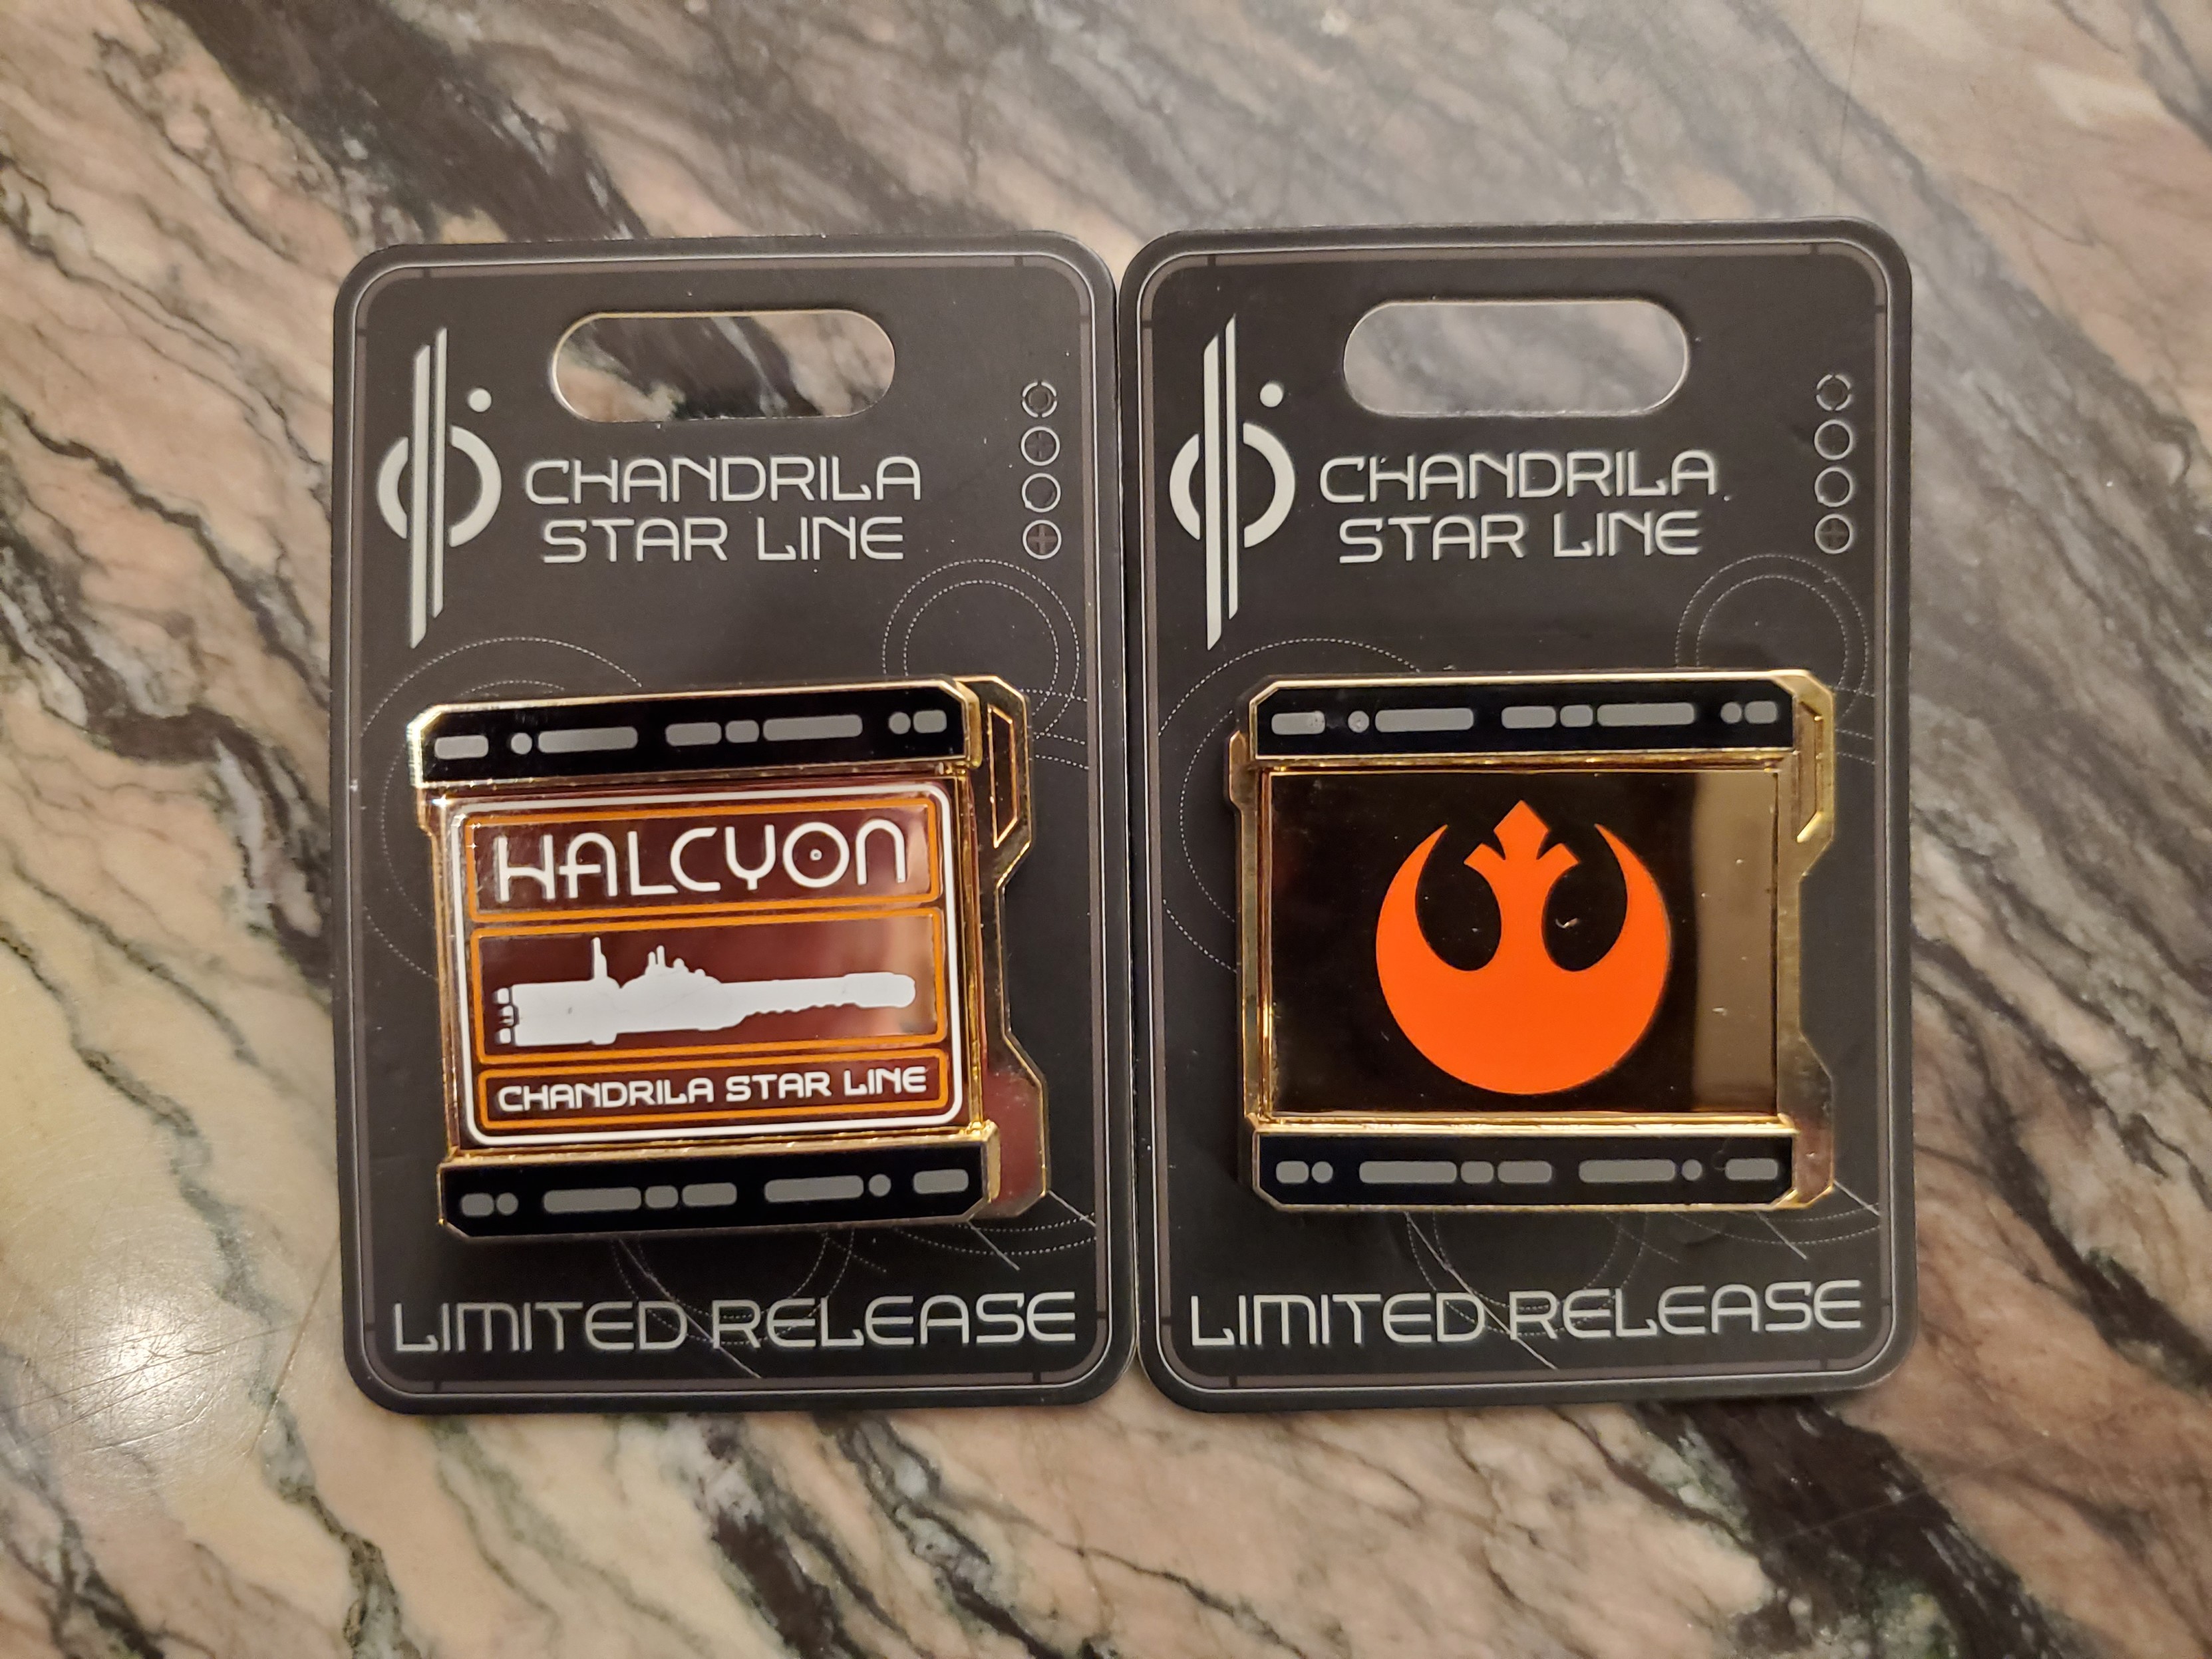 CHANDRILA
STAR LINE
HALCYON
CHANDRILA STAR LINE
LIMITED RELEASE
CHANDRILA
STAR LINE
LIMITED RELEASE